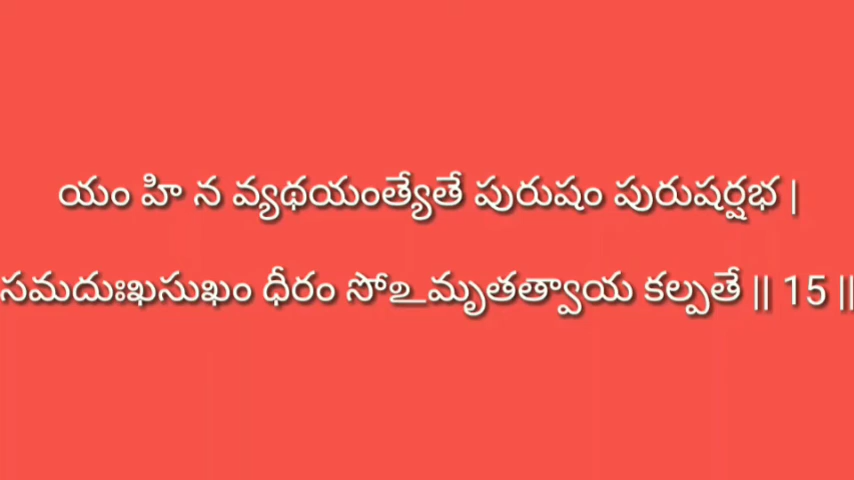 యం హి న వ్యథయంత్యేతే పురుషం పురుషర్షభ |
సమదుఃఖసుఖం ధీరం సోఽమృతత్వాయ కల్పతే || 15 ||